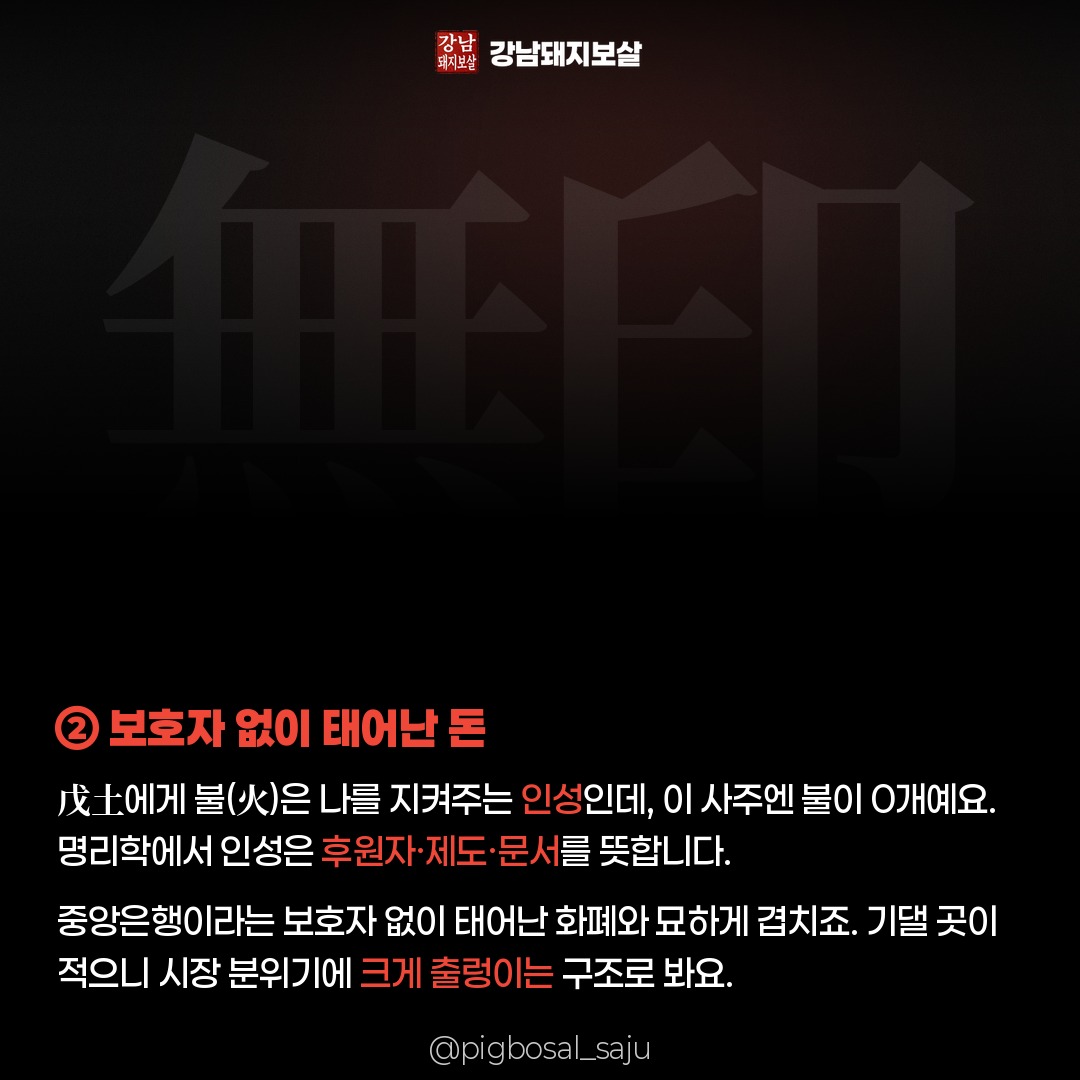 강남
돼지보살
강남돼지보살
無印
② 보호자 없이 태어난 돈
戊土에게 불(火)은 나를 지켜주는 인성인데, 이 사주엔 불이 0개예요.
명리학에서 인성은 후원자·제도·문서를 뜻합니다.
중앙은행이라는 보호자 없이 태어난 화폐와 묘하게 겹치죠. 기댈 곳이
적으니 시장 분위기에 크게 출렁이는 구조로 봐요.
@pigbosal_saju